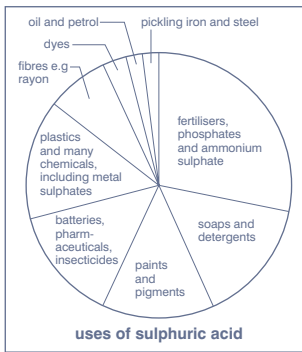 oil and petrol
pickling iron and steel
dyes
fibres e.g
rayon
fertilisers,
phosphates
and ammonium
sulphate
plastics
and many
chemicals,
including metal
sulphates
soaps and
detergents
batteries,
pharm-
aceuticals,
insecticides
paints
and
pigments
uses of sulphuric acid